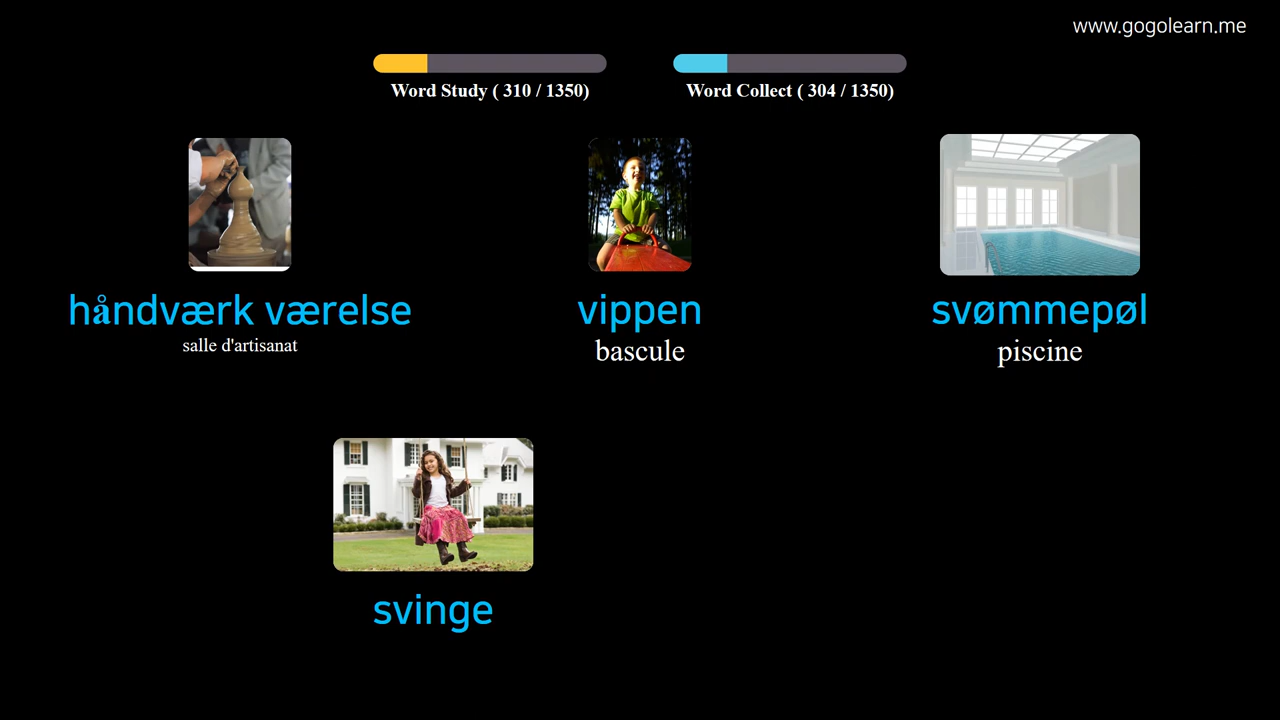 www.gogolearn.me
Word Study ( 310 / 1350)
Word Collect ( 304 / 1350)
håndværk værelse
salle d'artisanat
vippen
bascule
svømmepøl
piscine
svinge